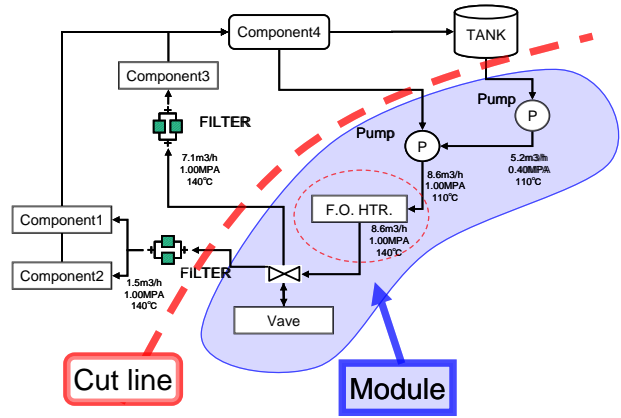 Component4
TANK
Component3
FILTER
Pump
P
Pump
P
7.1m3/h
1.00MPA
140℃
5.2m3/h
0.40MPA
110℃
8.6m3/h
1.00MPA
110℃
F.O. HTR.
Component1
8.6m3/h
1.00MPA
140℃
Component2
FILTER
1.5m3/h
1.00MPA
140℃
Vave
Cut line
Module